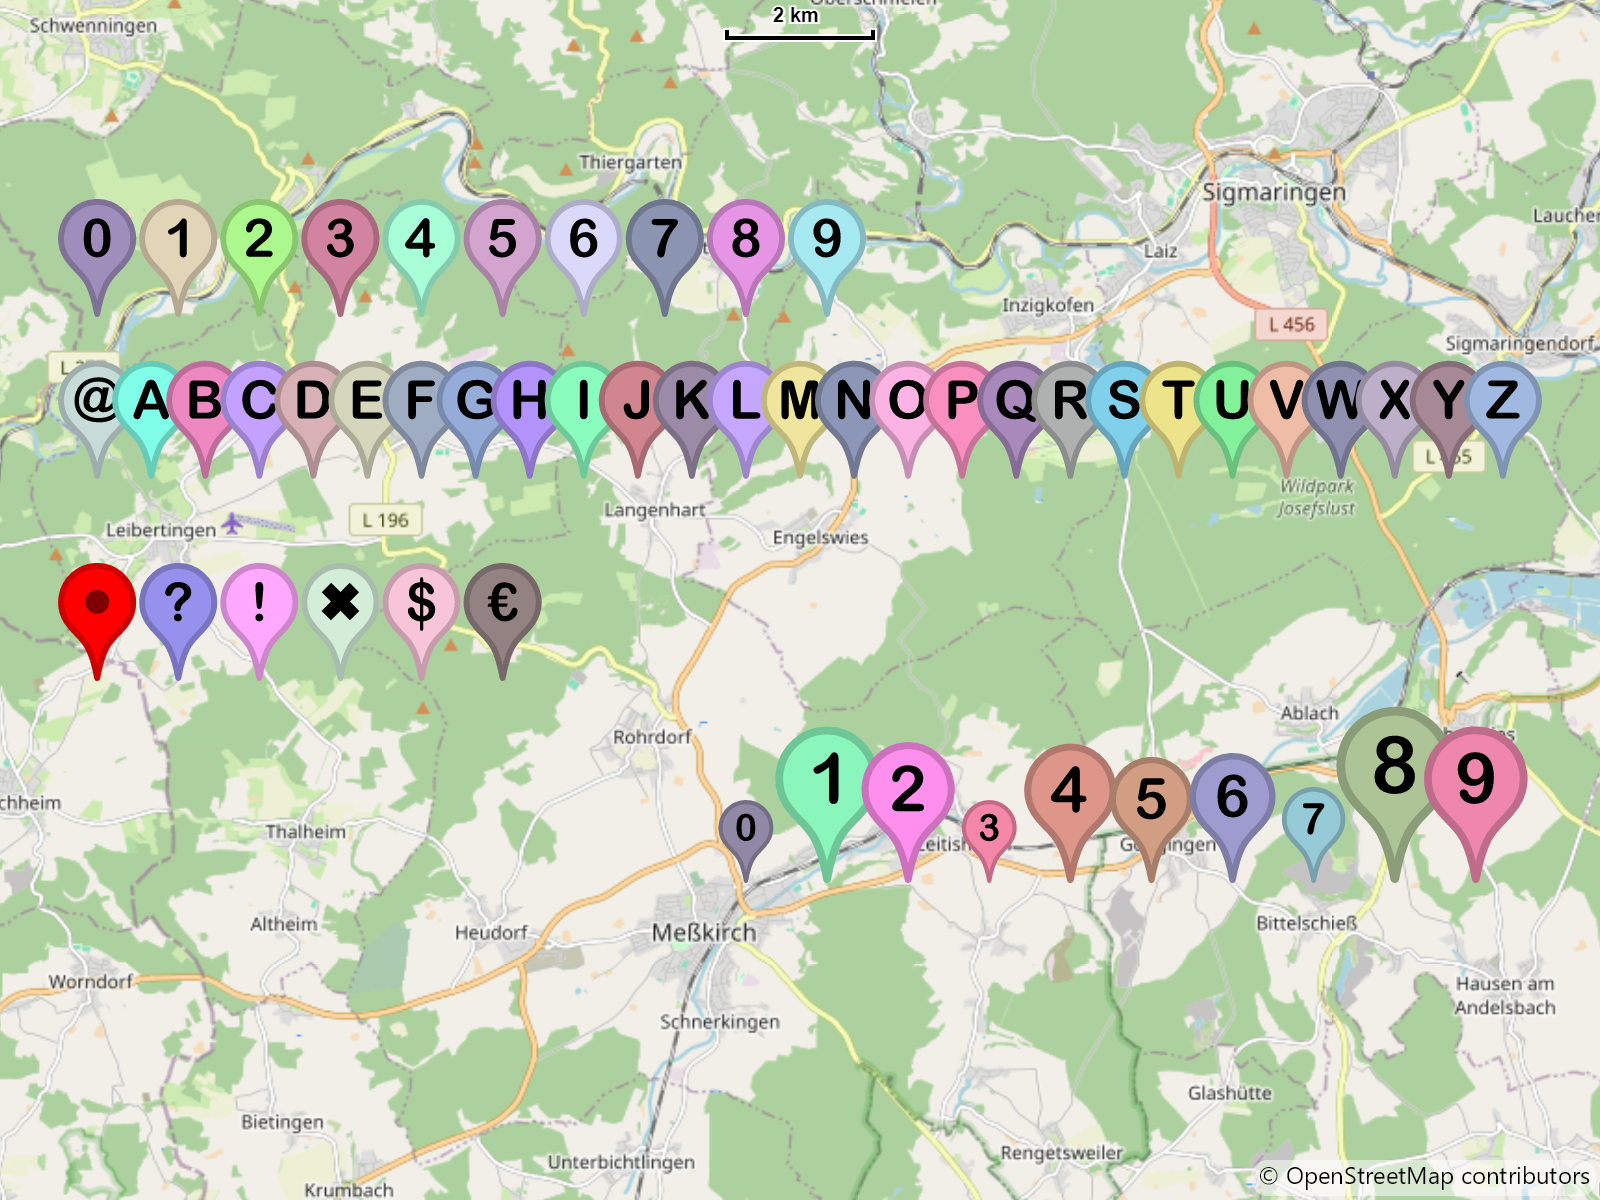 Schwenningen
2 km
Thiergarten
Sigmaringen
Laiz
0 1 2 3 4 5 6 7 8 9
Inzigkofen
L 456
Sigmaringendorf
@ A B C D E F G H I J K L M N O P Q R S T U V W X Y Z
Wildpark
Josefslust
Langenhart
L 196
Leibertingen
Engelswies
? ! ✖ $ €
Ablach
Rohrdorf
0 1 2 3 4 5 6 7 8 9
Thalheim
Altheim
Heudorf
Meßkirch
Bittelschieß
Worndorf
Hausen am
Andelsbach
Schnerkingen
Glashütte
Bietingen
Rengetsweiler
Unterbichtlingen
Krumbach
© OpenStreetMap contributors